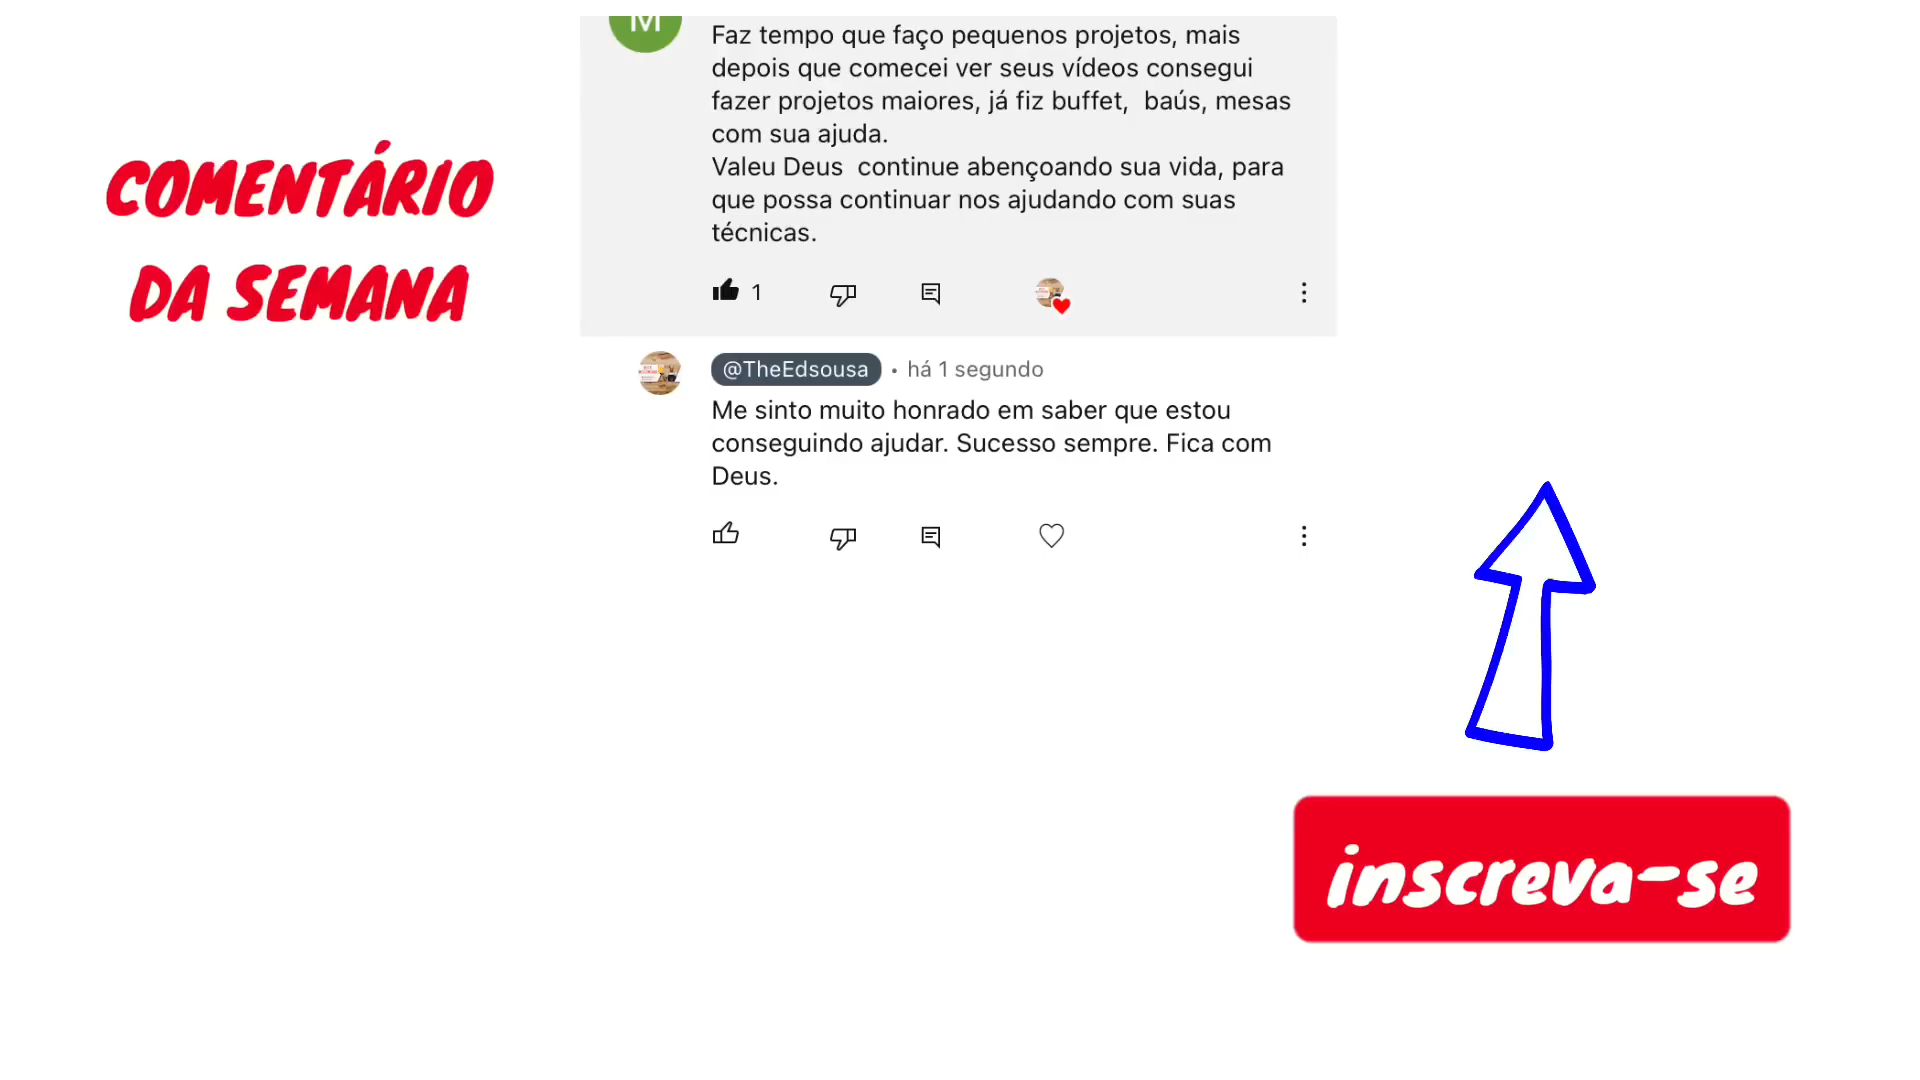 M
Faz tempo que faço pequenos projetos, mais
depois que comecei ver seus vídeos consegui
fazer projetos maiores, já fiz buffet,  baús, mesas
com sua ajuda.
Valeu Deus  continue abençoando sua vida, para
que possa continuar nos ajudando com suas
técnicas.
1
COMENTÁRIO
DA SEMANA
@TheEdsousa • há 1 segundo
Me sinto muito honrado em saber que estou
conseguindo ajudar. Sucesso sempre. Fica com
Deus.
inscreva-se